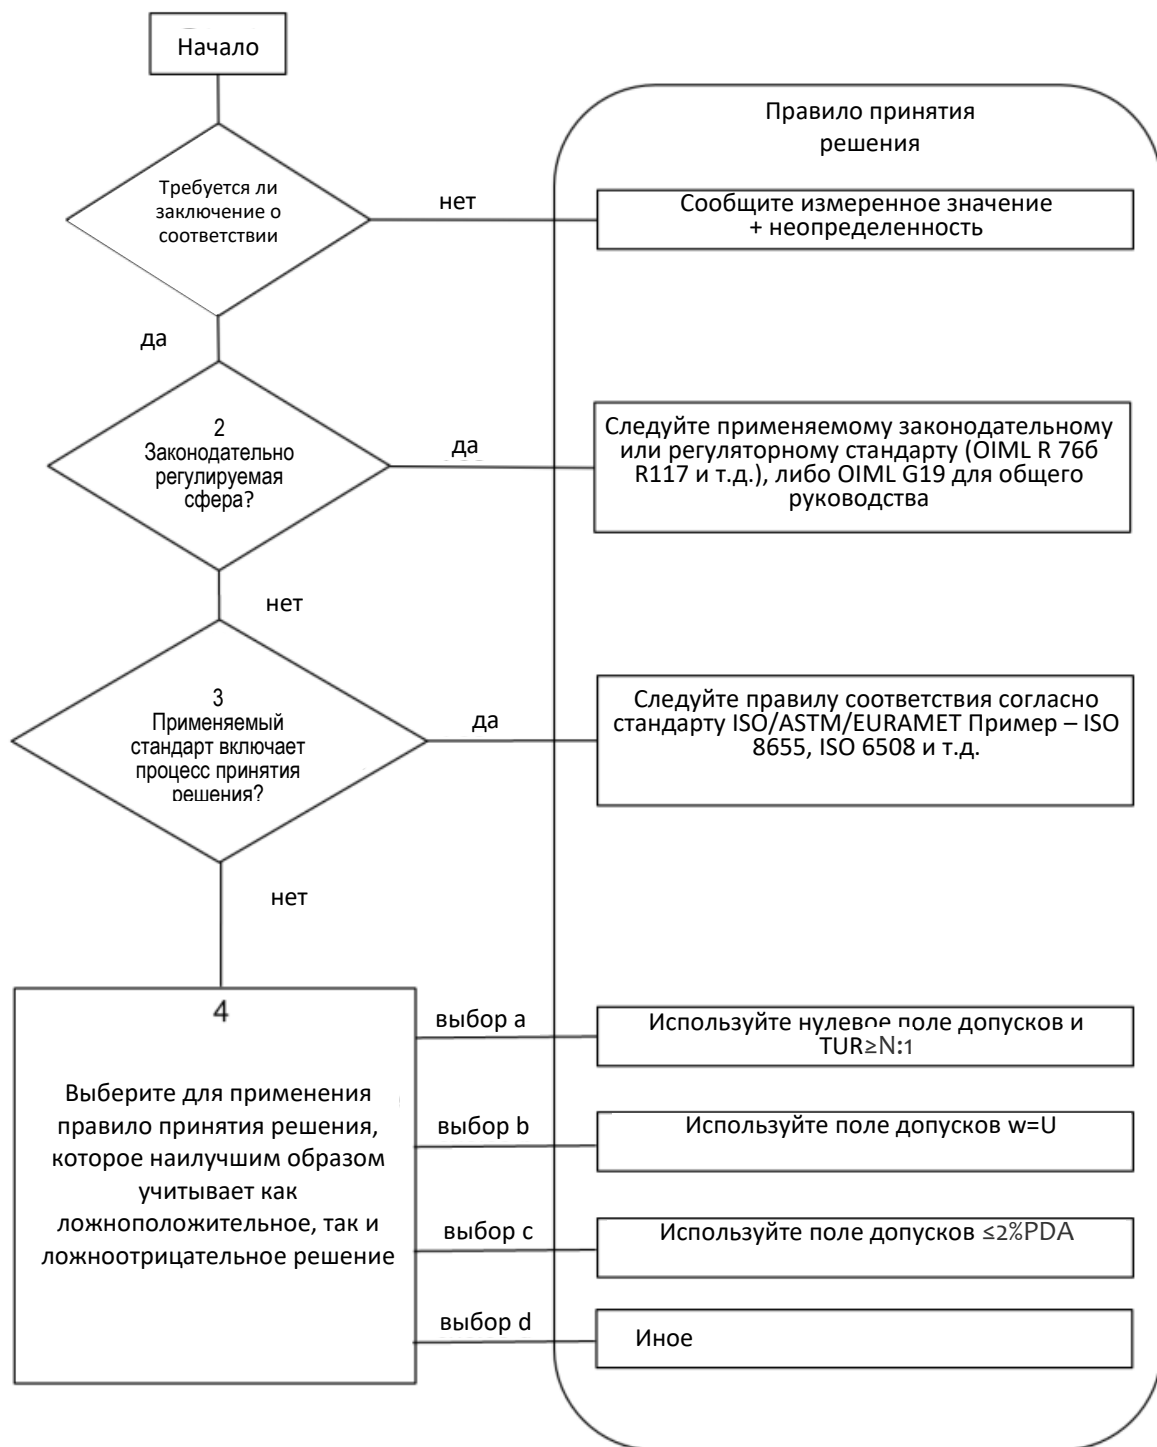 Начало
Правило принятия
решения
Требуется ли
заключение о
соответствии
нет
Сообщите измеренное значение
+ неопределенность
да
2
Законодательно
регулируемая
сфера?
да
Следуйте применяемому законодательному
или регуляторному стандарту (OIML R 76б
R117 и т.д.), либо OIML G19 для общего
руководства
нет
3
Применяемый
стандарт включает
процесс принятия
решения?
да
Следуйте правилу соответствия согласно
стандарту ISO/ASTM/EURAMET Пример – ISO
8655, ISO 6508 и т.д.
нет
4
Выберите для применения
правило принятия решения,
которое наилучшим образом
учитывает как
ложноположительное, так и
ложноотрицательное решение
выбор a
Используйте нулевое поле допусков и
TUR≥N:1
выбор b
Используйте поле допусков w=U
выбор c
Используйте поле допусков ≤2%PDA
выбор d
Иное